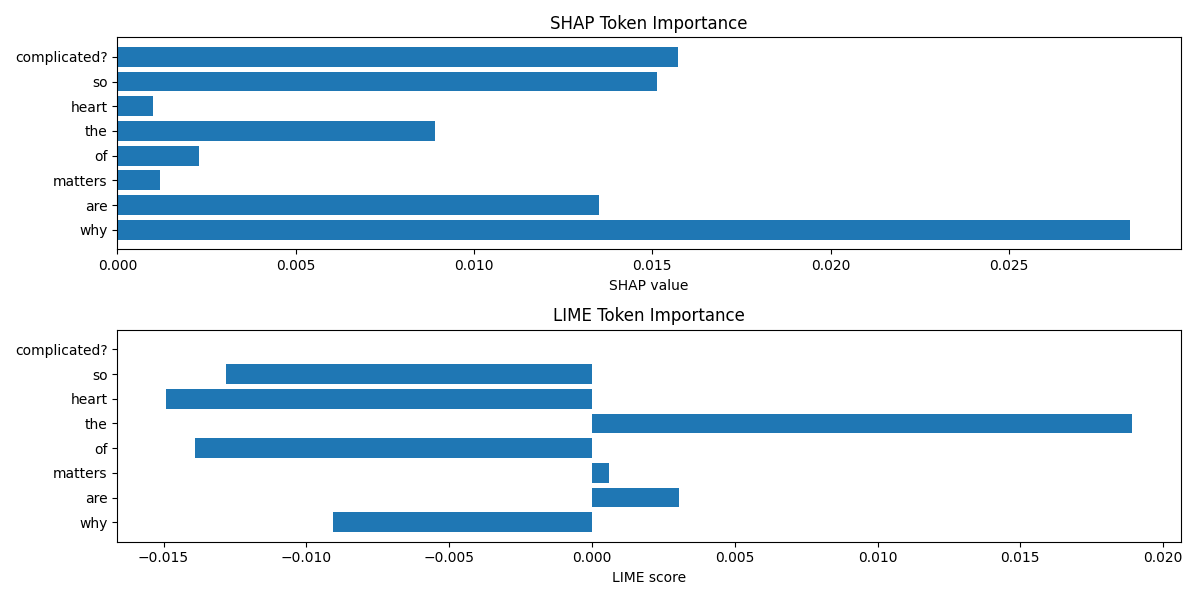 SHAP Token Importance
complicated?
so
heart
the
of
matters
are
why
0.000 0.005 0.010 0.015 0.020 0.025
SHAP value
LIME Token Importance
complicated?
so
heart
the
of
matters
are
why
−0.015 −0.010 −0.005 0.000 0.005 0.010 0.015 0.020
LIME score